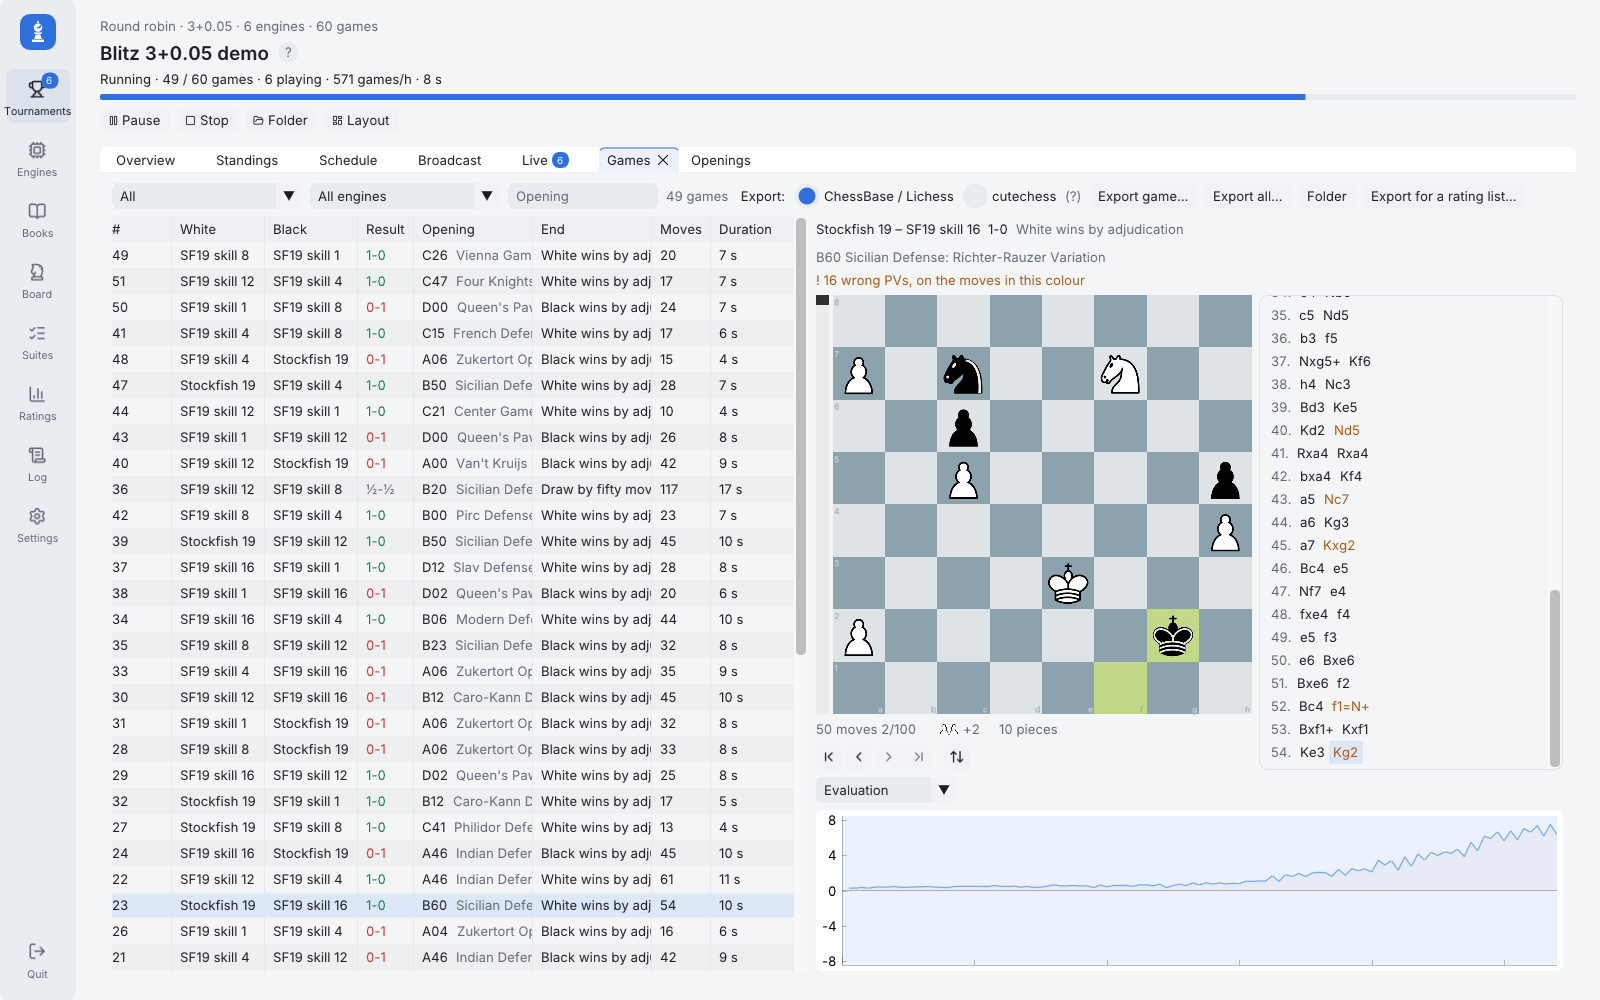 Round robin · 3+0.05 · 6 engines · 60 games
Blitz 3+0.05 demo ?
Running · 49 / 60 games · 6 playing · 571 games/h · 8 s
Pause Stop Folder Layout
6
Tournaments
Engines
Books
Board
Suites
Ratings
Log
Settings
Quit
Overview Standings Schedule Broadcast Live 6 Games Openings
All All engines Opening 49 games Export: ChessBase / Lichess cutechess (?) Export game... Export all... Folder Export for a rating list...
# White Black Result Opening End Moves Duration
49 SF19 skill 8 SF19 skill 1 1-0 C26 Vienna Gam White wins by adj 20 7 s
51 SF19 skill 12 SF19 skill 4 1-0 C47 Four Knights White wins by adj 17 7 s
50 SF19 skill 1 SF19 skill 8 0-1 D00 Queen's Paw Black wins by adj 24 7 s
41 SF19 skill 4 SF19 skill 8 1-0 C15 French Defe White wins by adj 17 6 s
48 SF19 skill 4 Stockfish 19 0-1 A06 Zukertort Op Black wins by adj 15 4 s
47 Stockfish 19 SF19 skill 4 1-0 B50 Sicilian Defe White wins by adj 28 7 s
44 SF19 skill 12 SF19 skill 1 1-0 C21 Center Game White wins by adj 10 4 s
43 SF19 skill 1 SF19 skill 12 0-1 D00 Queen's Paw Black wins by adj 26 8 s
40 SF19 skill 12 Stockfish 19 0-1 A00 Van't Kruijs Black wins by adj 42 9 s
36 SF19 skill 12 SF19 skill 8 ½-½ B20 Sicilian Defe Draw by fifty mov 117 17 s
42 SF19 skill 8 SF19 skill 4 1-0 B00 Pirc Defense White wins by adj 23 7 s
39 Stockfish 19 SF19 skill 12 1-0 B50 Sicilian Defe White wins by adj 45 10 s
37 SF19 skill 16 SF19 skill 1 1-0 D12 Slav Defense White wins by adj 28 8 s
38 SF19 skill 1 SF19 skill 16 0-1 D02 Queen's Paw Black wins by adj 20 6 s
34 SF19 skill 16 SF19 skill 4 1-0 B06 Modern Def White wins by adj 44 10 s
35 SF19 skill 8 SF19 skill 12 0-1 B23 Sicilian Defe Black wins by adj 32 8 s
33 SF19 skill 4 SF19 skill 16 0-1 A06 Zukertort Op Black wins by adj 35 9 s
30 SF19 skill 12 SF19 skill 16 0-1 B12 Caro-Kann D Black wins by adj 45 10 s
31 SF19 skill 1 Stockfish 19 0-1 A06 Zukertort Op Black wins by adj 32 8 s
28 SF19 skill 8 Stockfish 19 0-1 A06 Zukertort Op Black wins by adj 33 8 s
29 SF19 skill 16 SF19 skill 12 1-0 D02 Queen's Paw White wins by adj 25 8 s
32 Stockfish 19 SF19 skill 1 1-0 B12 Caro-Kann D White wins by adj 17 5 s
27 Stockfish 19 SF19 skill 8 1-0 C41 Philidor Defe White wins by adj 13 4 s
24 SF19 skill 16 Stockfish 19 0-1 A46 Indian Defer Black wins by adj 45 10 s
22 SF19 skill 12 SF19 skill 4 1-0 A46 Indian Defer White wins by adj 61 11 s
23 Stockfish 19 SF19 skill 16 1-0 B60 Sicilian Defe White wins by adj 54 10 s
26 SF19 skill 1 SF19 skill 4 0-1 A04 Zukertort Op Black wins by adj 16 6 s
21 SF19 skill 4 SF19 skill 12 0-1 A46 Indian Defer Black wins by adj 42 9 s
Stockfish 19 – SF19 skill 16 1-0 White wins by adjudication
B60 Sicilian Defense: Richter-Rauzer Variation
! 16 wrong PVs, on the moves in this colour
8
7
6
5
4
3
2
1
a b c d e f g h
35. c5 Nd5
36. b3 f5
37. Nxg5+ Kf6
38. h4 Nc3
39. Bd3 Ke5
40. Kd2 Nd5
41. Rxa4 Rxa4
42. bxa4 Kf4
43. a5 Nc7
44. a6 Kg3
45. a7 Kxg2
46. Bc4 e5
47. Nf7 e4
48. fxe4 f4
49. e5 f3
50. e6 Bxe6
51. Bxe6 f2
52. Bc4 f1=N+
53. Bxf1+ Kxf1
54. Ke3 Kg2
50 moves 2/100 +2 10 pieces
Evaluation
8
4
0
-4
-8